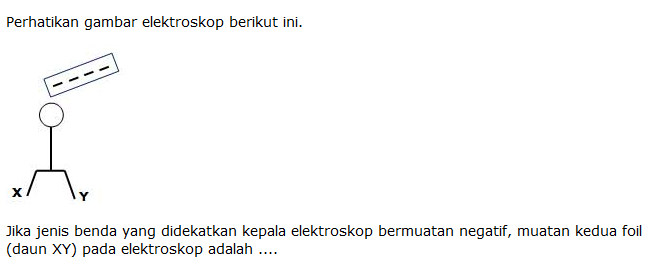 Perhatikan gambar elektroskop berikut ini.
– – – –
X
Y
Jika jenis benda yang didekatkan kepala elektroskop bermuatan negatif, muatan kedua foil
(daun XY) pada elektroskop adalah ....